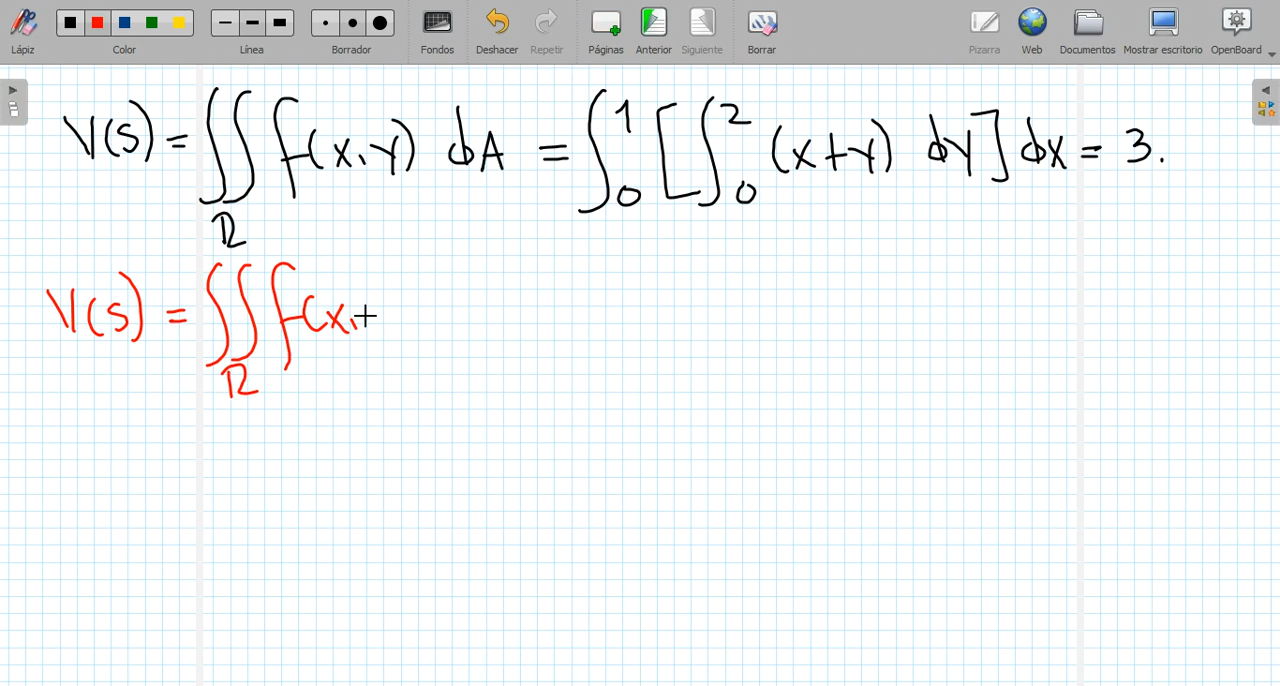 Lápiz Color Línea Borrador Fondos Deshacer Repetir Páginas Anterior Siguiente Borrar Pizarra Web Documentos Mostrar escritorio OpenBoard
V(S) = ∬_R f(x,y) dA = ∫_0^1 [∫_0^2 (x+y) dy] dx = 3.
V(S) = ∬_R f(x,